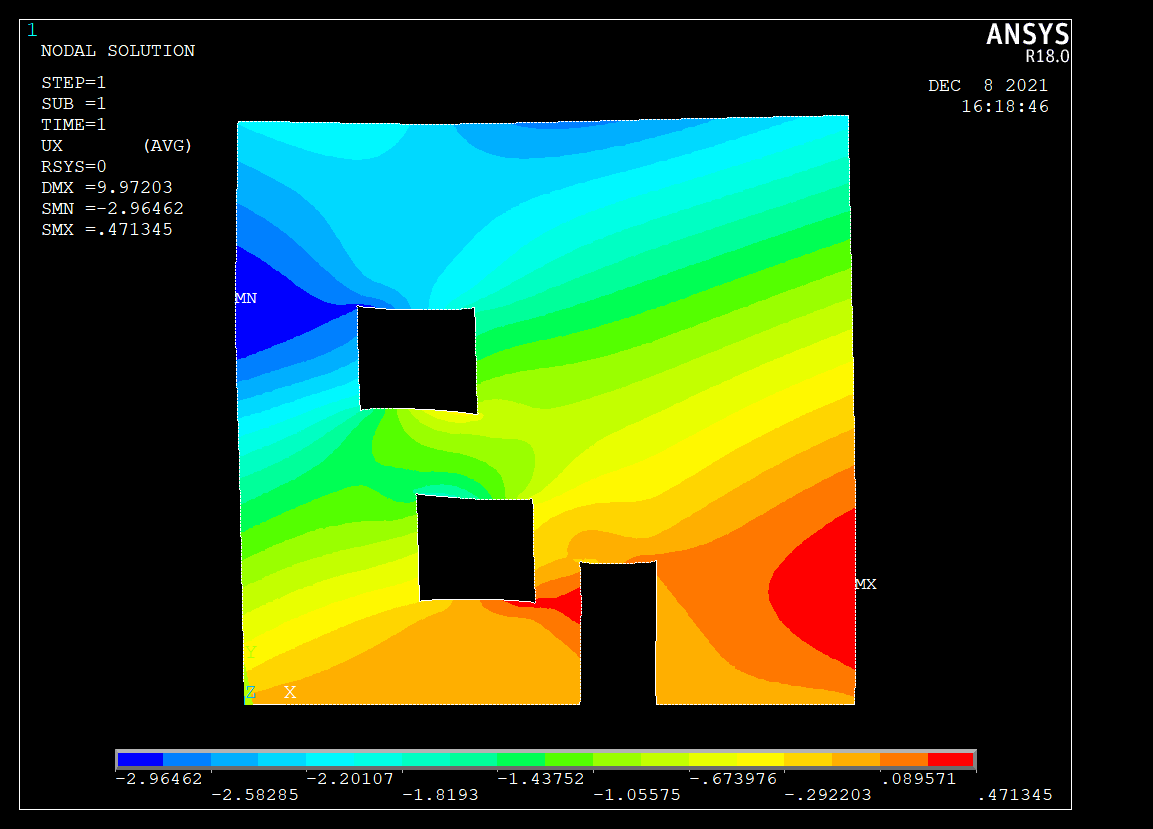 1
ANSYS
R18.0
NODAL SOLUTION
STEP=1
SUB =1
TIME=1
UX (AVG)
RSYS=0
DMX =9.97203
SMN =-2.96462
SMX =.471345
DEC 8 2021
16:18:46
MN
MX
Y
Z X
-2.96462 -2.20107 -1.43752 -.673976 .089571
-2.58285 -1.8193 -1.05575 -.292203 .471345